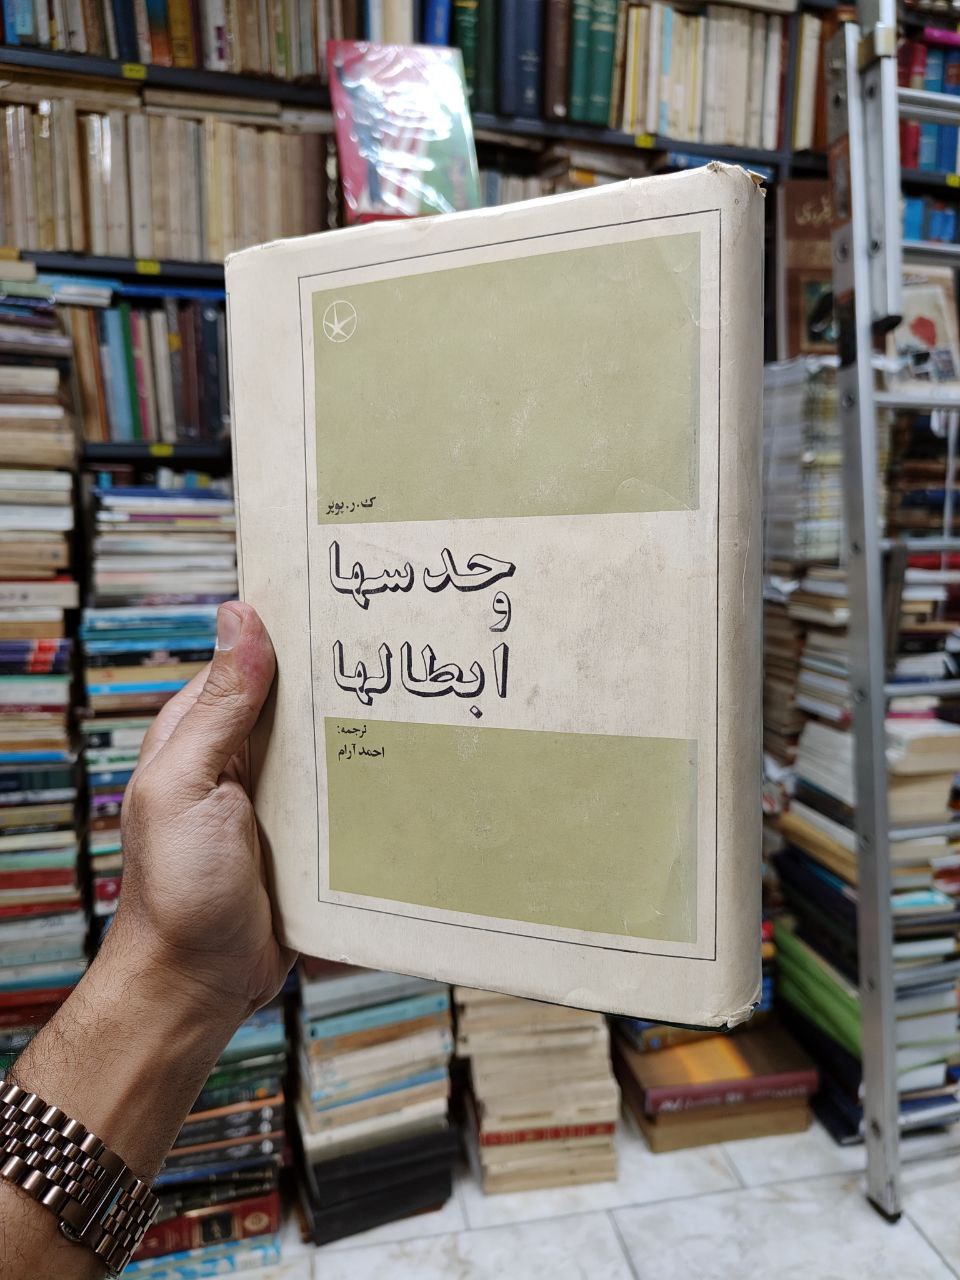 ک. ر. پوپر
حدسها
و
ابطالها
ترجمه:
احمد آرام